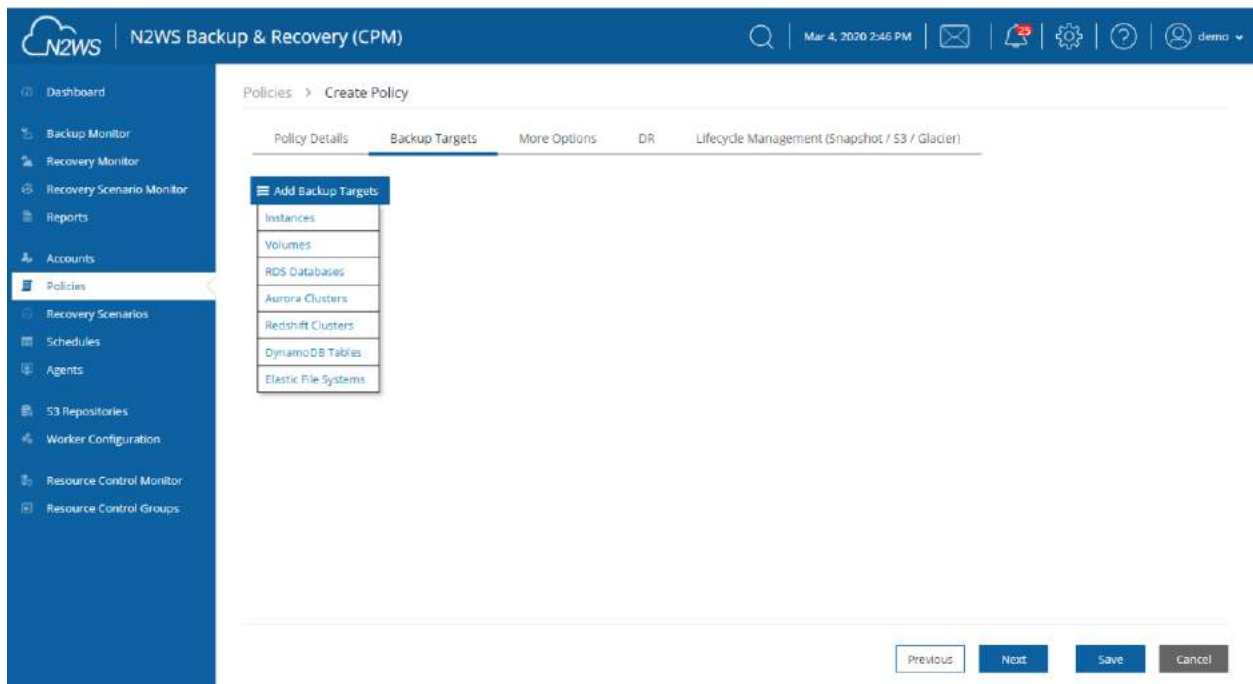 N2WS
N2WS Backup & Recovery (CPM)
Mar 4, 2020 2:46 PM
25
?
demo
Dashboard
Backup Monitor
Recovery Monitor
Recovery Scenario Monitor
Reports
Accounts
Policies
Recovery Scenarios
Schedules
Agents
S3 Repositories
Worker Configuration
Resource Control Monitor
Resource Control Groups
Policies > Create Policy
Policy Details Backup Targets More Options DR Lifecycle Management (Snapshot / S3 / Glacier)
Add Backup Targets
Instances
Volumes
RDS Databases
Aurora Clusters
Redshift Clusters
DynamoDB Tables
Elastic File Systems
Previous Next Save Cancel